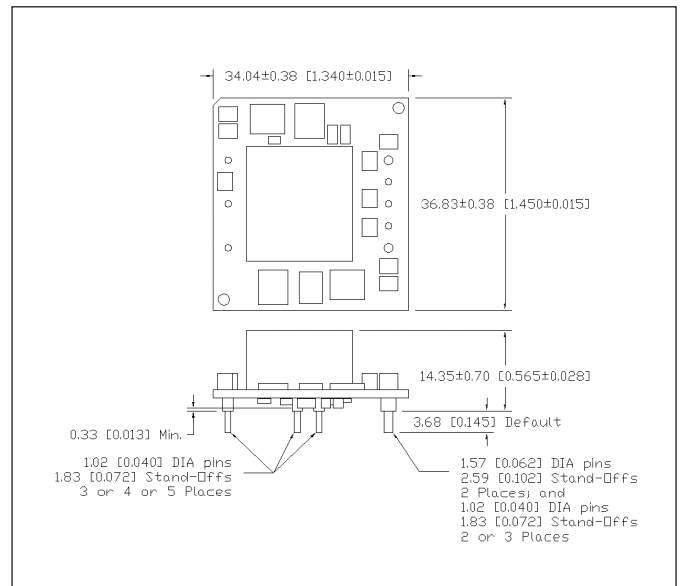 34.04±0.38 [1.340±0.015]
36.83±0.38 [1.450±0.015]
14.35±0.70 [0.565±0.028]
3.68 [0.145] Default
0.33 [0.013] Min.
1.02 [0.040] DIA pins
1.83 [0.072] Stand-Offs
3 or 4 or 5 Places
1.57 [0.062] DIA pins
2.59 [0.102] Stand-Offs
2 Places; and
1.02 [0.040] DIA pins
1.83 [0.072] Stand-Offs
2 or 3 Places